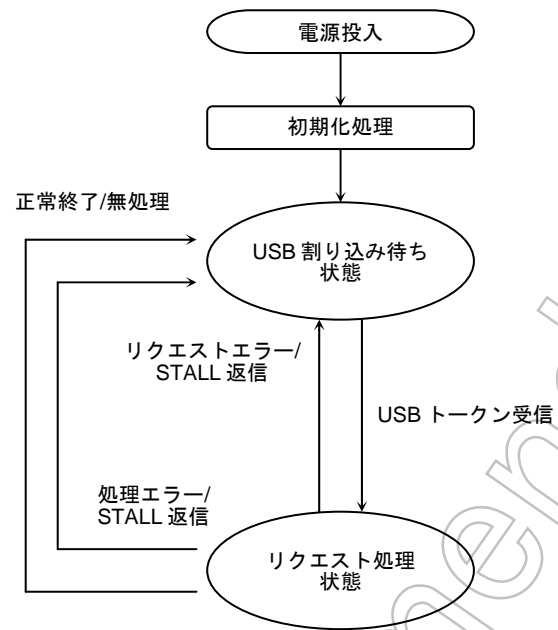 電源投入
初期化処理
正常終了/無処理
USB 割り込み待ち
状態
リクエストエラー/
STALL 返信
USB トークン受信
処理エラー/
STALL 返信
リクエスト処理
状態